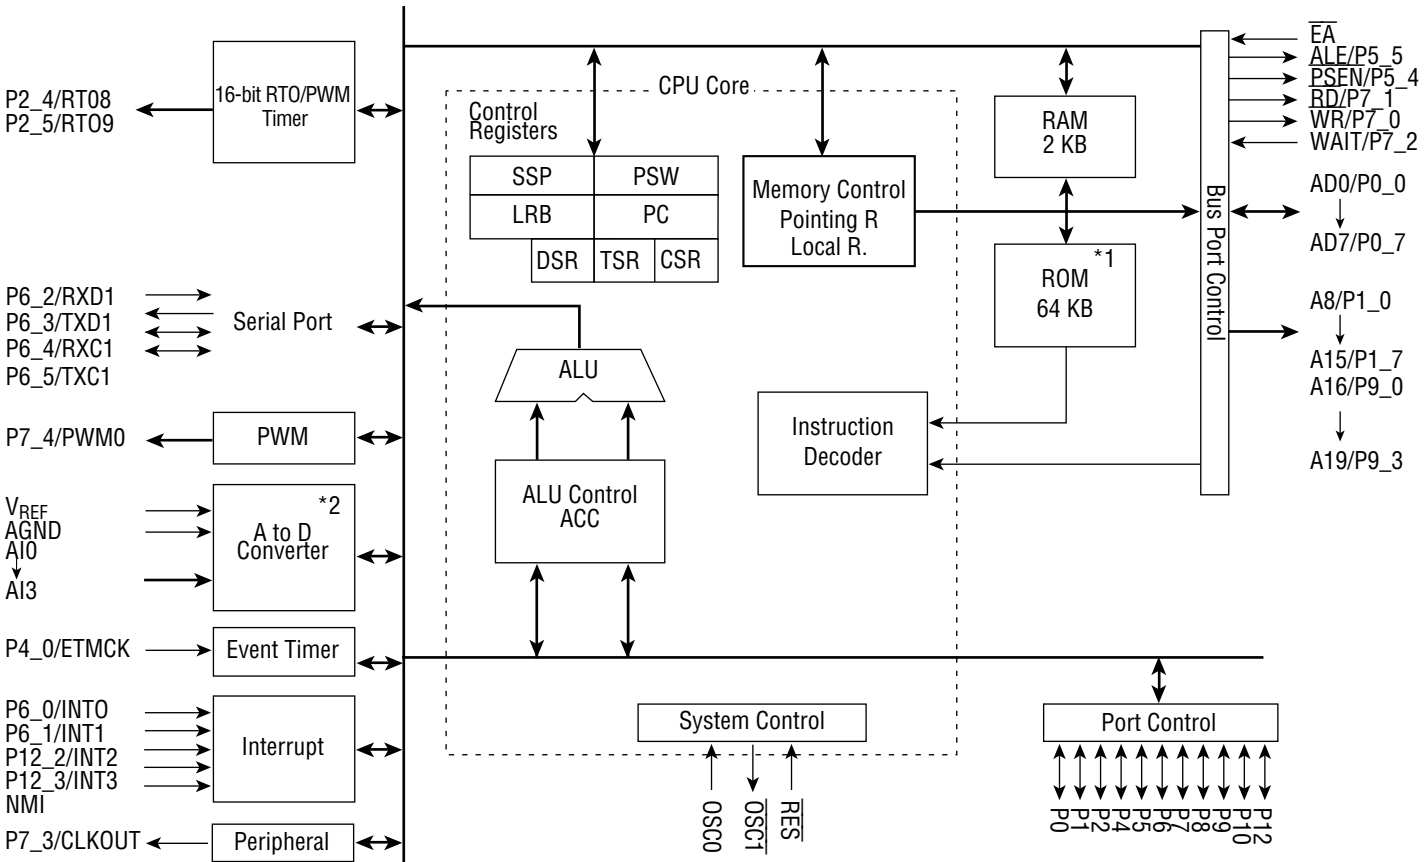 P2_4/RT08
P2_5/RTO9
16-bit RTO/PWM
Timer
P6_2/RXD1
P6_3/TXD1
P6_4/RXC1
P6_5/TXC1
Serial Port
P7_4/PWM0
PWM
VREF
AGND
AI0
AI3
*2
A to D
Converter
P4_0/ETMCK
Event Timer
P6_0/INTO
P6_1/INT1
P12_2/INT2
P12_3/INT3
NMI
Interrupt
P7_3/CLKOUT
Peripheral
CPU Core
Control
Registers
SSP
PSW
LRB
PC
DSR
TSR
CSR
ALU
ALU Control
ACC
Memory Control
Pointing R
Local R.
RAM
2 KB
*1
ROM
64 KB
Instruction
Decoder
System Control
OSC0
OSC1
RES
Bus Port Control
EA
ALE/P5_5
PSEN/P5_4
RD/P7_1
WR/P7_0
WAIT/P7_2
AD0/P0_0
AD7/P0_7
A8/P1_0
A15/P1_7
A16/P9_0
A19/P9_3
Port Control
P0
P1
P2
P4
P5
P6
P7
P8
P9
P10
P12